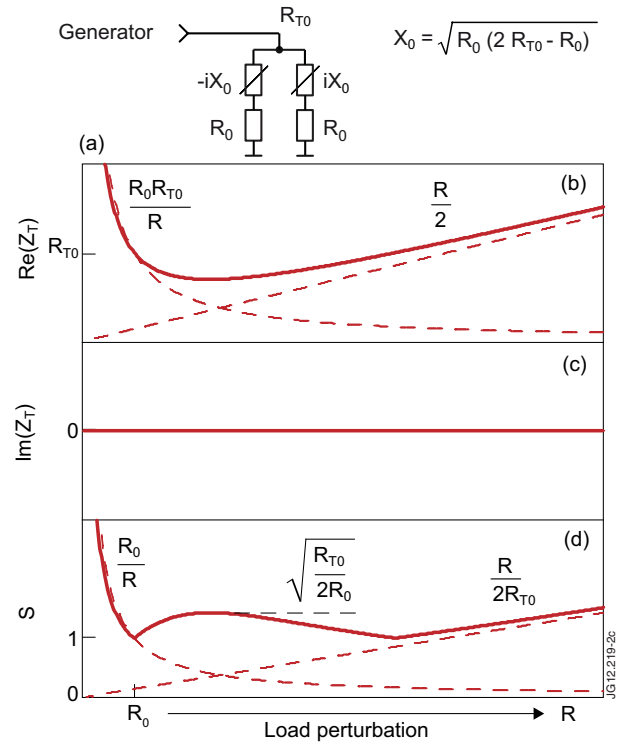 R_T0
Generator
X_0 = √(R_0 (2 R_T0 - R_0))
-iX_0 iX_0
R_0 R_0
(a)
(b)
R_0R_T0/R
R/2
Re(Z_T)
R_T0
(c)
Im(Z_T)
0
(d)
R_0/R
√(R_T0/2R_0)
R/2R_T0
S
1
0
R_0 Load perturbation R
JG12.219-2c